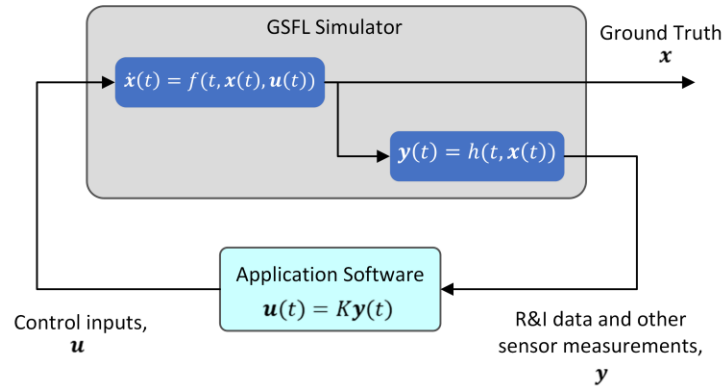 GSFL Simulator
Ground Truth
x
ẋ(t) = f(t, x(t), u(t))
y(t) = h(t, x(t))
Application Software
u(t) = Ky(t)
Control inputs,
u
R&I data and other
sensor measurements,
y